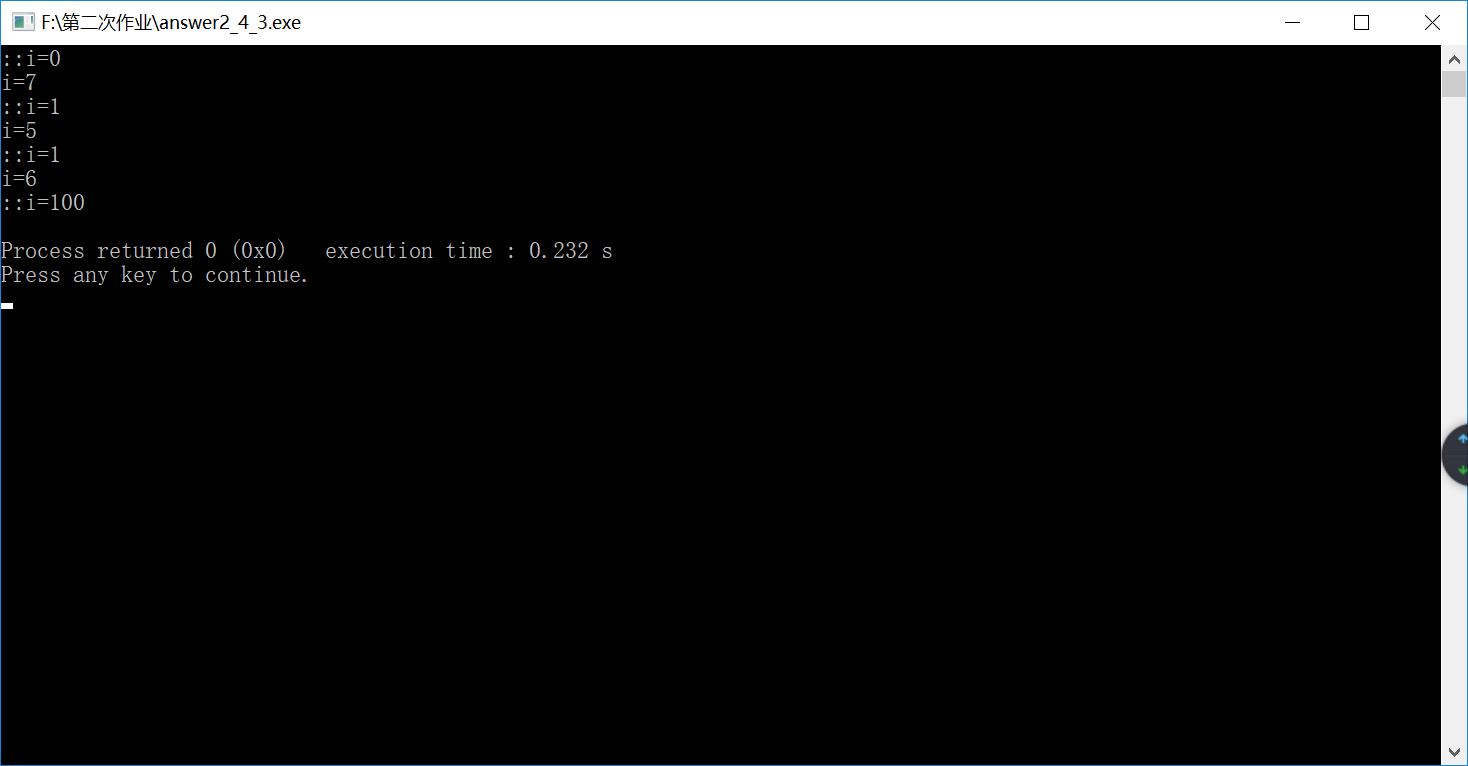 F:\第二次作业\answer2_4_3.exe
::i=0
i=7
::i=1
i=5
::i=1
i=6
::i=100
Process returned 0 (0x0)   execution time : 0.232 s
Press any key to continue.